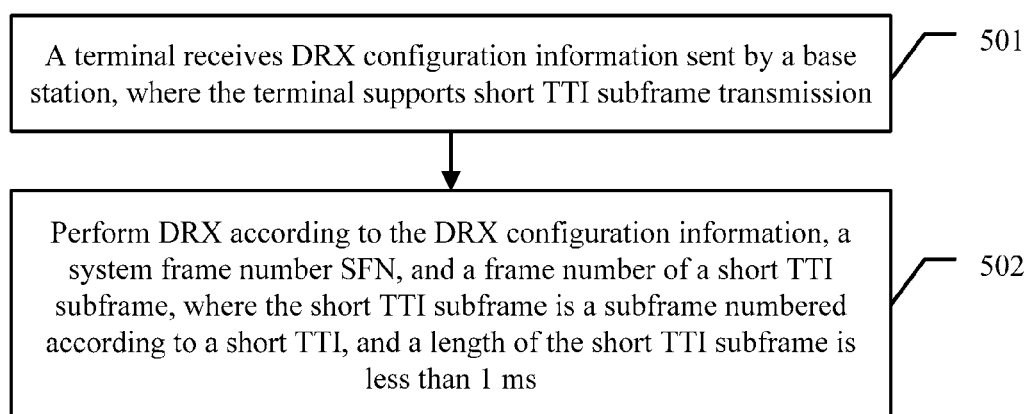 A terminal receives DRX configuration information sent by a base
station, where the terminal supports short TTI subframe transmission
501
Perform DRX according to the DRX configuration information, a
system frame number SFN, and a frame number of a short TTI
subframe, where the short TTI subframe is a subframe numbered
according to a short TTI, and a length of the short TTI subframe is
less than 1 ms
502